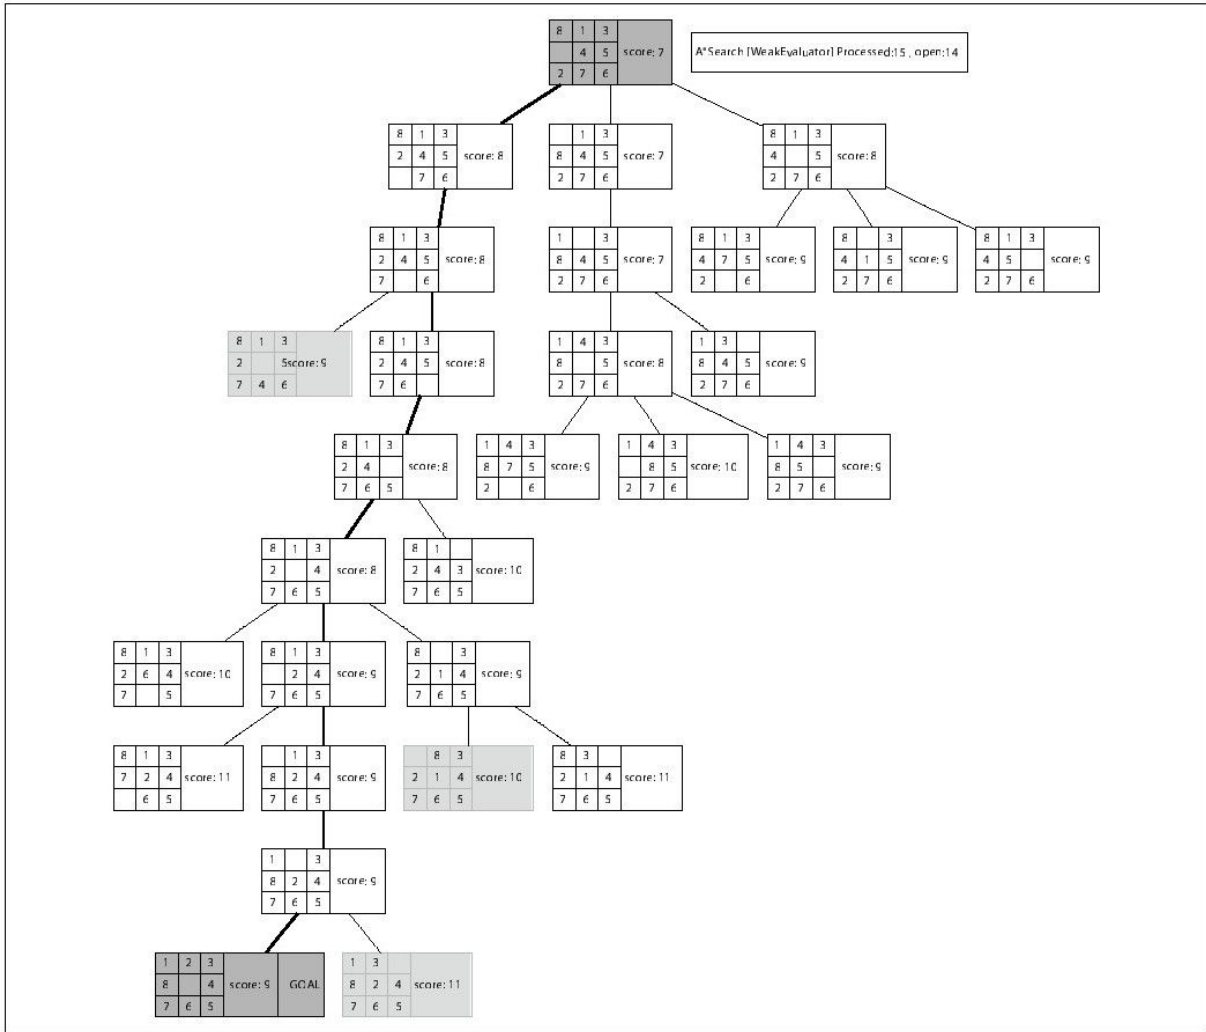 8 1 3
4 5 score: 7
2 7 6
A*Search [WeakEvaluator] Processed:15 , open:14
8 1 3
2 4 5 score: 8
7 6
1 3
8 4 5 score: 7
2 7 6
8 1 3
4 5 score: 8
2 7 6
8 1 3
2 4 5 score: 8
7 6
1 3
8 4 5 score: 7
2 7 6
8 1 3
4 7 5 score: 9
2 6
8 3
4 1 5 score: 9
2 7 6
8 1 3
4 5 score: 9
2 7 6
8 1 3
2 5 score: 9
7 4 6
8 1 3
2 4 5 score: 8
7 6
1 4 3
8 5 score: 8
2 7 6
1 3
8 4 5 score: 9
2 7 6
8 1 3
2 4 score: 8
7 6 5
1 4 3
8 7 5 score: 9
2 6
1 4 3
8 5 score: 10
2 7 6
1 4 3
8 5 score: 9
2 7 6
8 1 3
2 4 score: 8
7 6 5
8 1
2 4 3 score: 10
7 6 5
8 1 3
2 6 4 score: 10
7 5
8 1 3
2 4 score: 9
7 6 5
8 3
2 1 4 score: 9
7 6 5
8 1 3
7 2 4 score: 11
6 5
1 3
8 2 4 score: 9
7 6 5
8 3
2 1 4 score: 10
7 6 5
8 3
2 1 4 score: 11
7 6 5
1 3
8 2 4 score: 9
7 6 5
1 2 3
8 4 score: 9 GOAL
7 6 5
1 3
8 2 4 score: 11
7 6 5